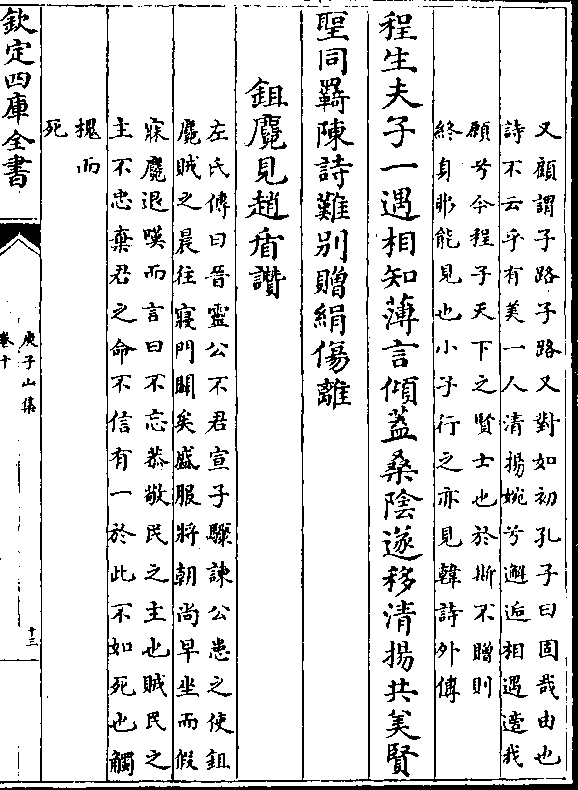 又顧謂子路子路又對如初孔子曰固哉由也
詩不云乎有美一人清揚婉兮邂逅相遇適我
願兮今程子天下之賢士也於斯不贈則
終身弗能見也小子行之亦見韓詩外傳
程生夫子一遇相知薄言傾蓋桑陰遂移清揚共美賢
聖同羇陳詩難別贈絹傷離
鉏麑見趙盾讚
左氏傳曰晉靈公不君宣子驟諫公患之使鉏
麑賊之晨往寢門闢矣盛服將朝尚早坐而假
寐麑退嘆而言曰不忘恭敬民之主也賊民之
主不忠棄君之命不信有一於此不如死也觸
槐而
死
欽定四庫全書
庾子山集
卷十
十三